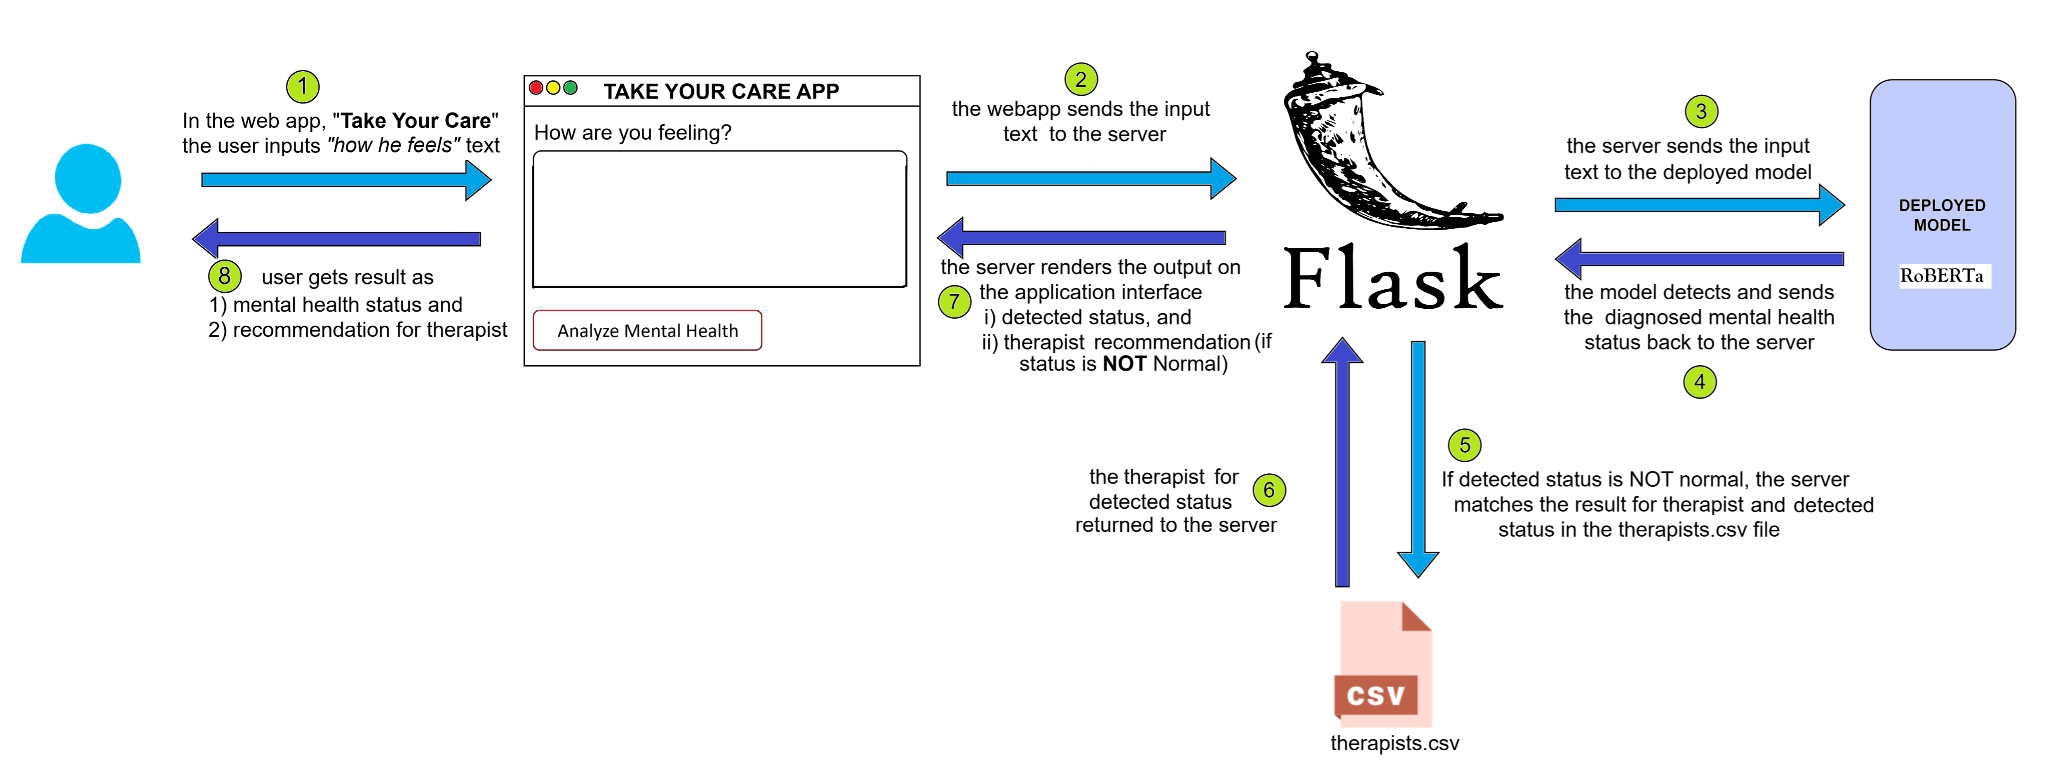 1
In the web app, "Take Your Care"
the user inputs "how he feels" text
8
user gets result as
1) mental health status and
2) recommendation for therapist
TAKE YOUR CARE APP
How are you feeling?
Analyze Mental Health
2
the webapp sends the input
text to the server
the server renders the output on
7
the application interface
i) detected status, and
ii) therapist recommendation (if
status is NOT Normal)
Flask
3
the server sends the input
text to the deployed model
the model detects and sends
the diagnosed mental health
status back to the server
4
DEPLOYED
MODEL
RoBERTa
5
If detected status is NOT normal, the server
matches the result for therapist and detected
status in the therapists.csv file
6
the therapist for
detected status
returned to the server
CSV
therapists.csv